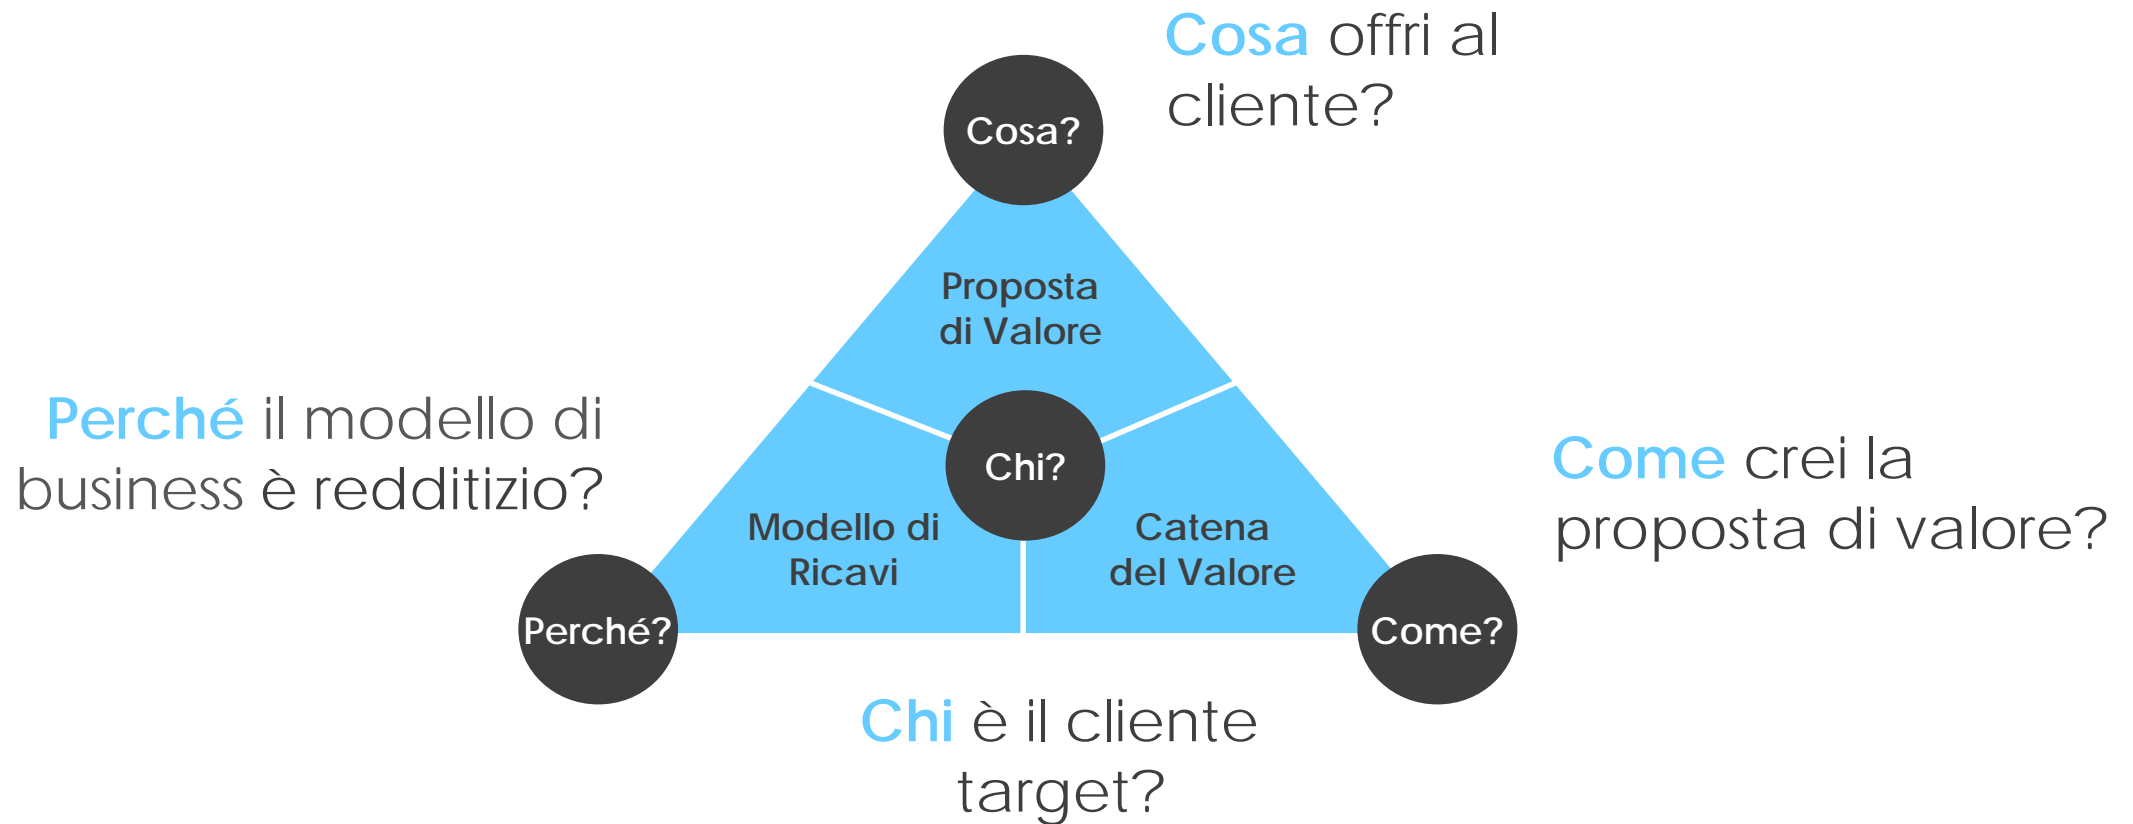 Cosa offri al
cliente?
Cosa?
Proposta
di Valore
Perché il modello di
business è redditizio?
Chi?
Come crei la
proposta di valore?
Modello di
Ricavi
Catena
del Valore
Perché?
Come?
Chi è il cliente
target?